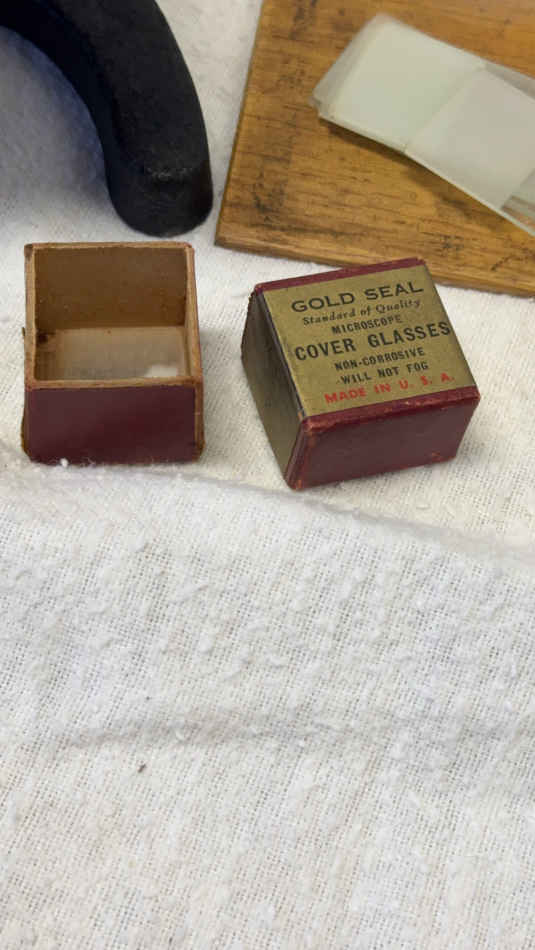 GOLD SEAL
Standard of Quality
MICROSCOPE
COVER GLASSES
NON-CORROSIVE
WILL NOT FOG
MADE IN U. S. A.